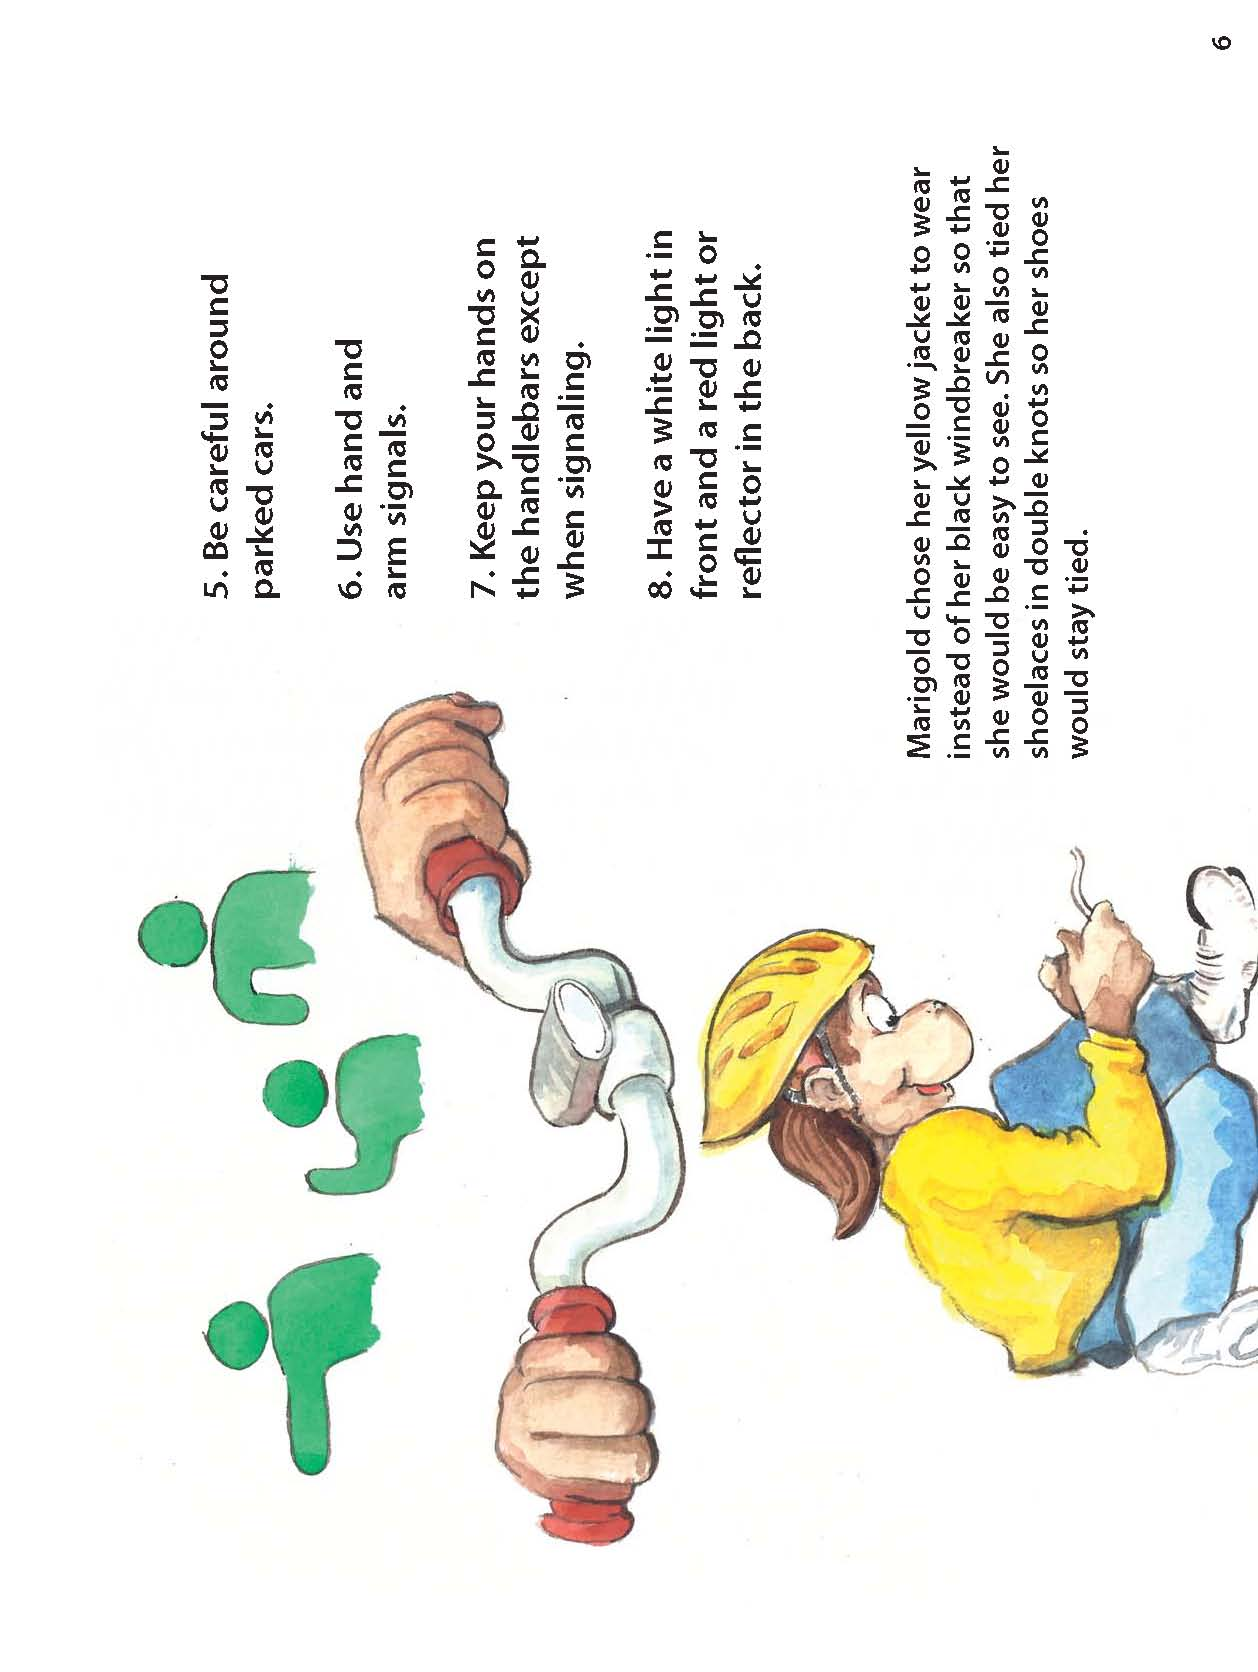 5. Be careful around
parked cars.
6. Use hand and
arm signals.
7. Keep your hands on
the handlebars except
when signaling.
8. Have a white light in
front and a red light or
reflector in the back.
Marigold chose her yellow jacket to wear
instead of her black windbreaker so that
she would be easy to see. She also tied her
shoelaces in double knots so her shoes
would stay tied.
6